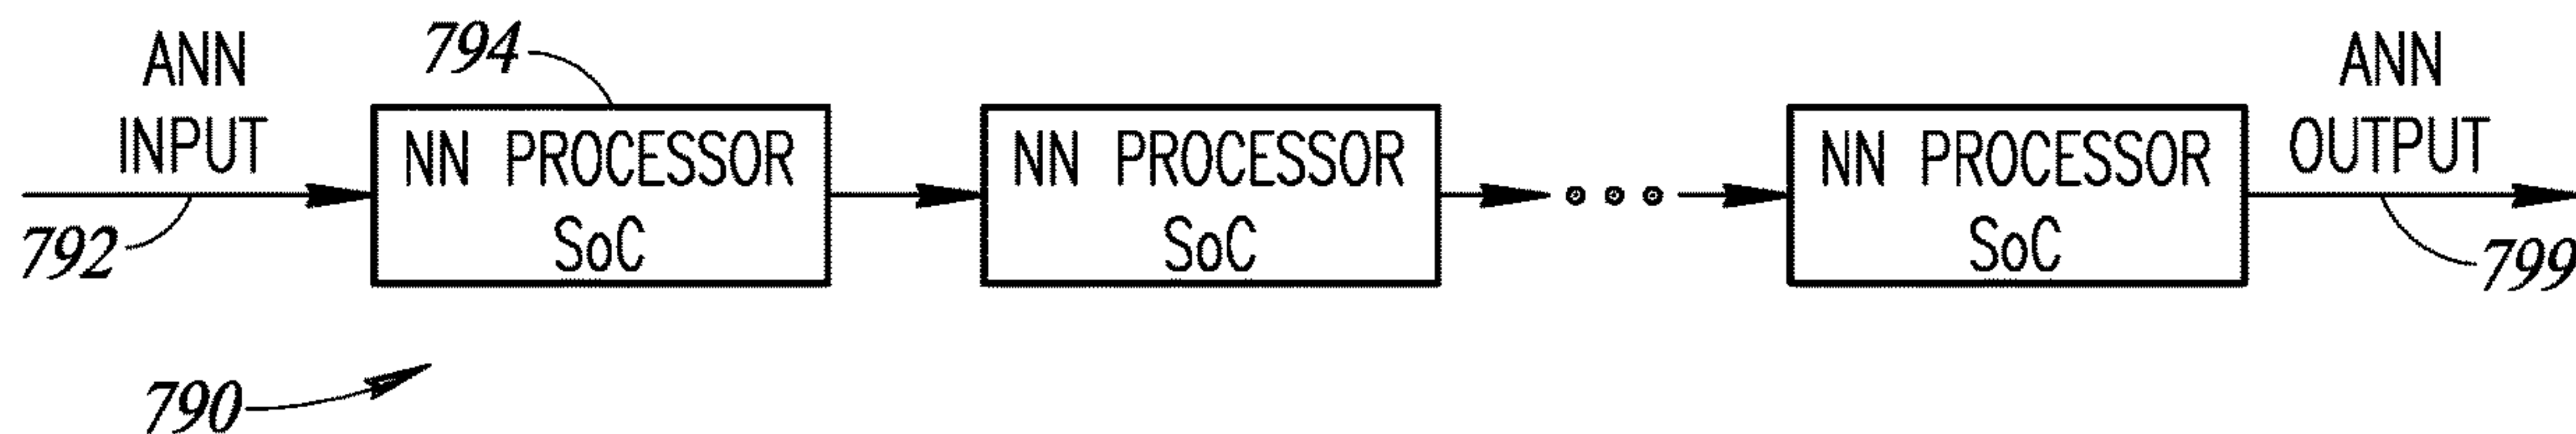 794
ANN
INPUT
792
NN PROCESSOR
SoC
NN PROCESSOR
SoC
NN PROCESSOR
SoC
ANN
OUTPUT
799
790